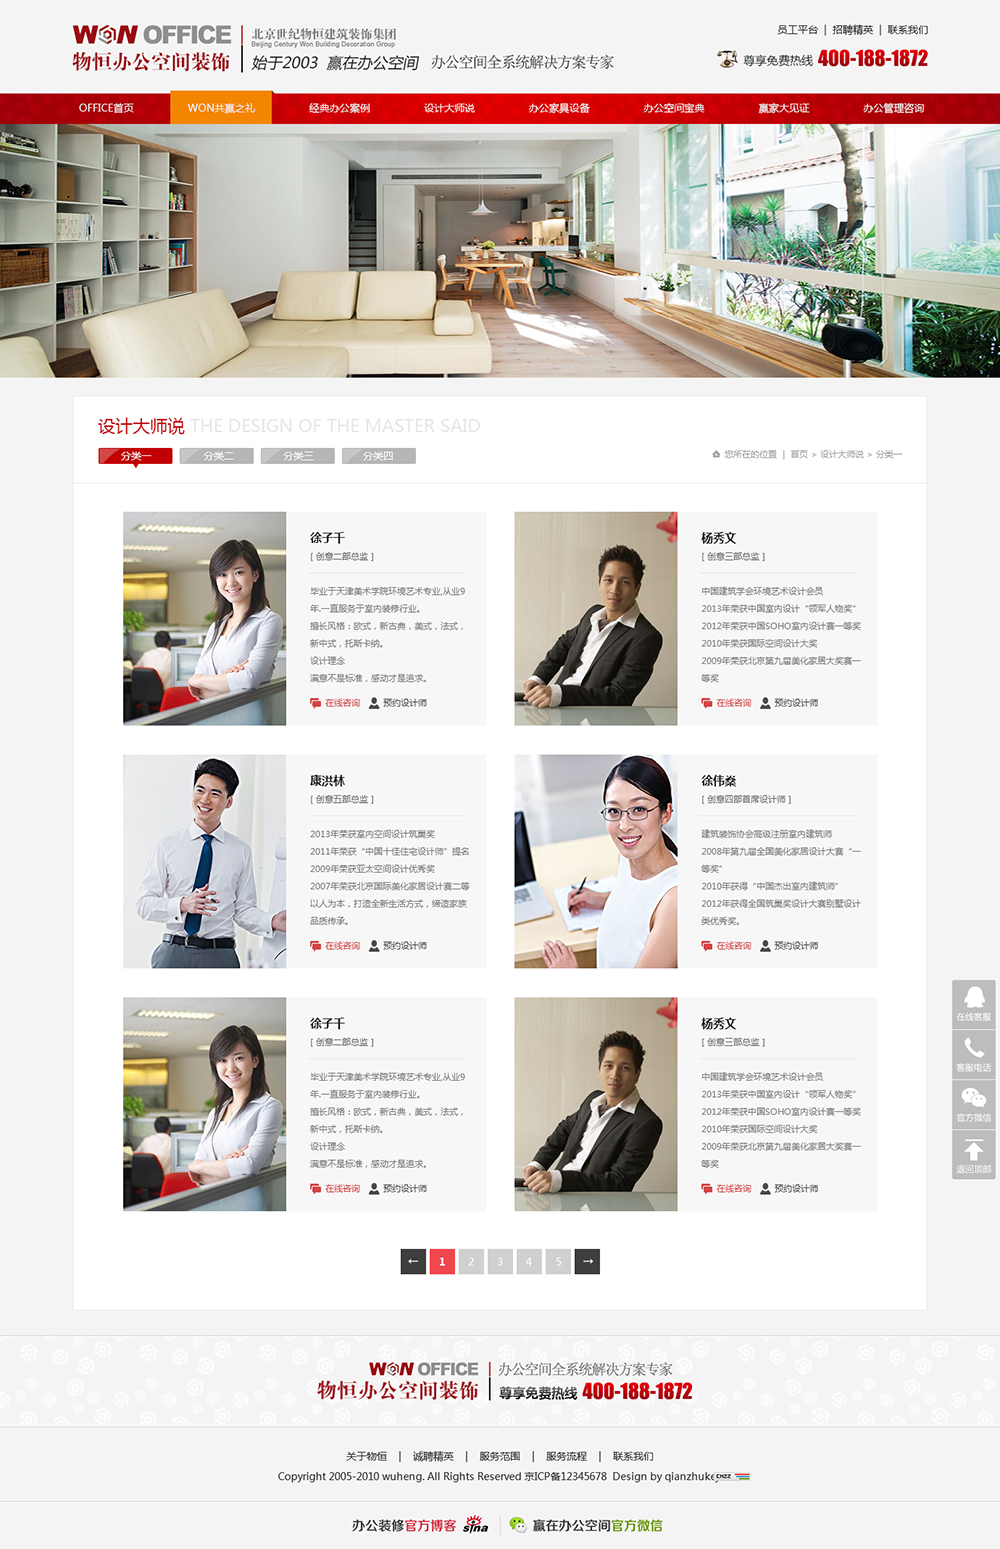 WON OFFICE
北京世纪物恒建筑装饰集团
Beijing Century Won Building Decoration Group
物恒办公空间装饰
始于2003 赢在办公空间 办公空间全系统解决方案专家
员工平台 | 招聘精英 | 联系我们
尊享免费热线 400-188-1872
OFFICE首页 WON共赢之礼 经典办公案例 设计大师说 办公家具设备 办公空间宝典 赢家大见证 办公管理咨询
设计大师说 THE DESIGN OF THE MASTER SAID
分类一 分类二 分类三 分类四
您所在的位置 | 首页 > 设计大师说 > 分类一
徐子千
[ 创意二部总监 ]
毕业于天津美术学院环境艺术专业,从业9
年,一直服务于室内装修行业。
擅长风格：欧式，新古典，美式，法式，
新中式，托斯卡纳。
设计理念
满意不是标准，感动才是追求。
在线咨询 预约设计师
杨秀文
[ 创意三部总监 ]
中国建筑学会环境艺术设计会员
2013年荣获中国室内设计“领军人物奖”
2012年荣获中国SOHO室内设计赛一等奖
2010年荣获国际空间设计大奖
2009年荣获北京第九届美化家居大奖赛一
等奖
在线咨询 预约设计师
康洪林
[ 创意五部总监 ]
2013年荣获室内空间设计筑巢奖
2011年荣获“中国十佳住宅设计师”提名
2009年荣获亚太空间设计优秀奖
2007年荣获北京国际美化家居设计赛二等
以人为本，打造全新生活方式，缔造家族
品质传承。
在线咨询 预约设计师
徐伟燊
[ 创意四部首席设计师 ]
建筑装饰协会高级注册室内建筑师
2008年第九届全国美化家居设计大赛“一
等奖”
2010年获得“中国杰出室内建筑师”
2012年获得全国筑巢奖设计大赛别墅设计
类优秀奖。
在线咨询 预约设计师
徐子千
[ 创意二部总监 ]
毕业于天津美术学院环境艺术专业,从业9
年,一直服务于室内装修行业。
擅长风格：欧式，新古典，美式，法式，
新中式，托斯卡纳。
设计理念
满意不是标准，感动才是追求。
在线咨询 预约设计师
杨秀文
[ 创意三部总监 ]
中国建筑学会环境艺术设计会员
2013年荣获中国室内设计“领军人物奖”
2012年荣获中国SOHO室内设计赛一等奖
2010年荣获国际空间设计大奖
2009年荣获北京第九届美化家居大奖赛一
等奖
在线咨询 预约设计师
在线客服
客服电话
官方微信
返回顶部
← 1 2 3 4 5 →
WON OFFICE
物恒办公空间装饰
办公空间全系统解决方案专家
尊享免费热线 400-188-1872
关于物恒 | 诚聘精英 | 服务范围 | 服务流程 | 联系我们
Copyright 2005-2010 wuheng. All Rights Reserved 京ICP备12345678 Design by qianzhuke CNZZ
办公装修官方博客 sina 赢在办公空间官方微信